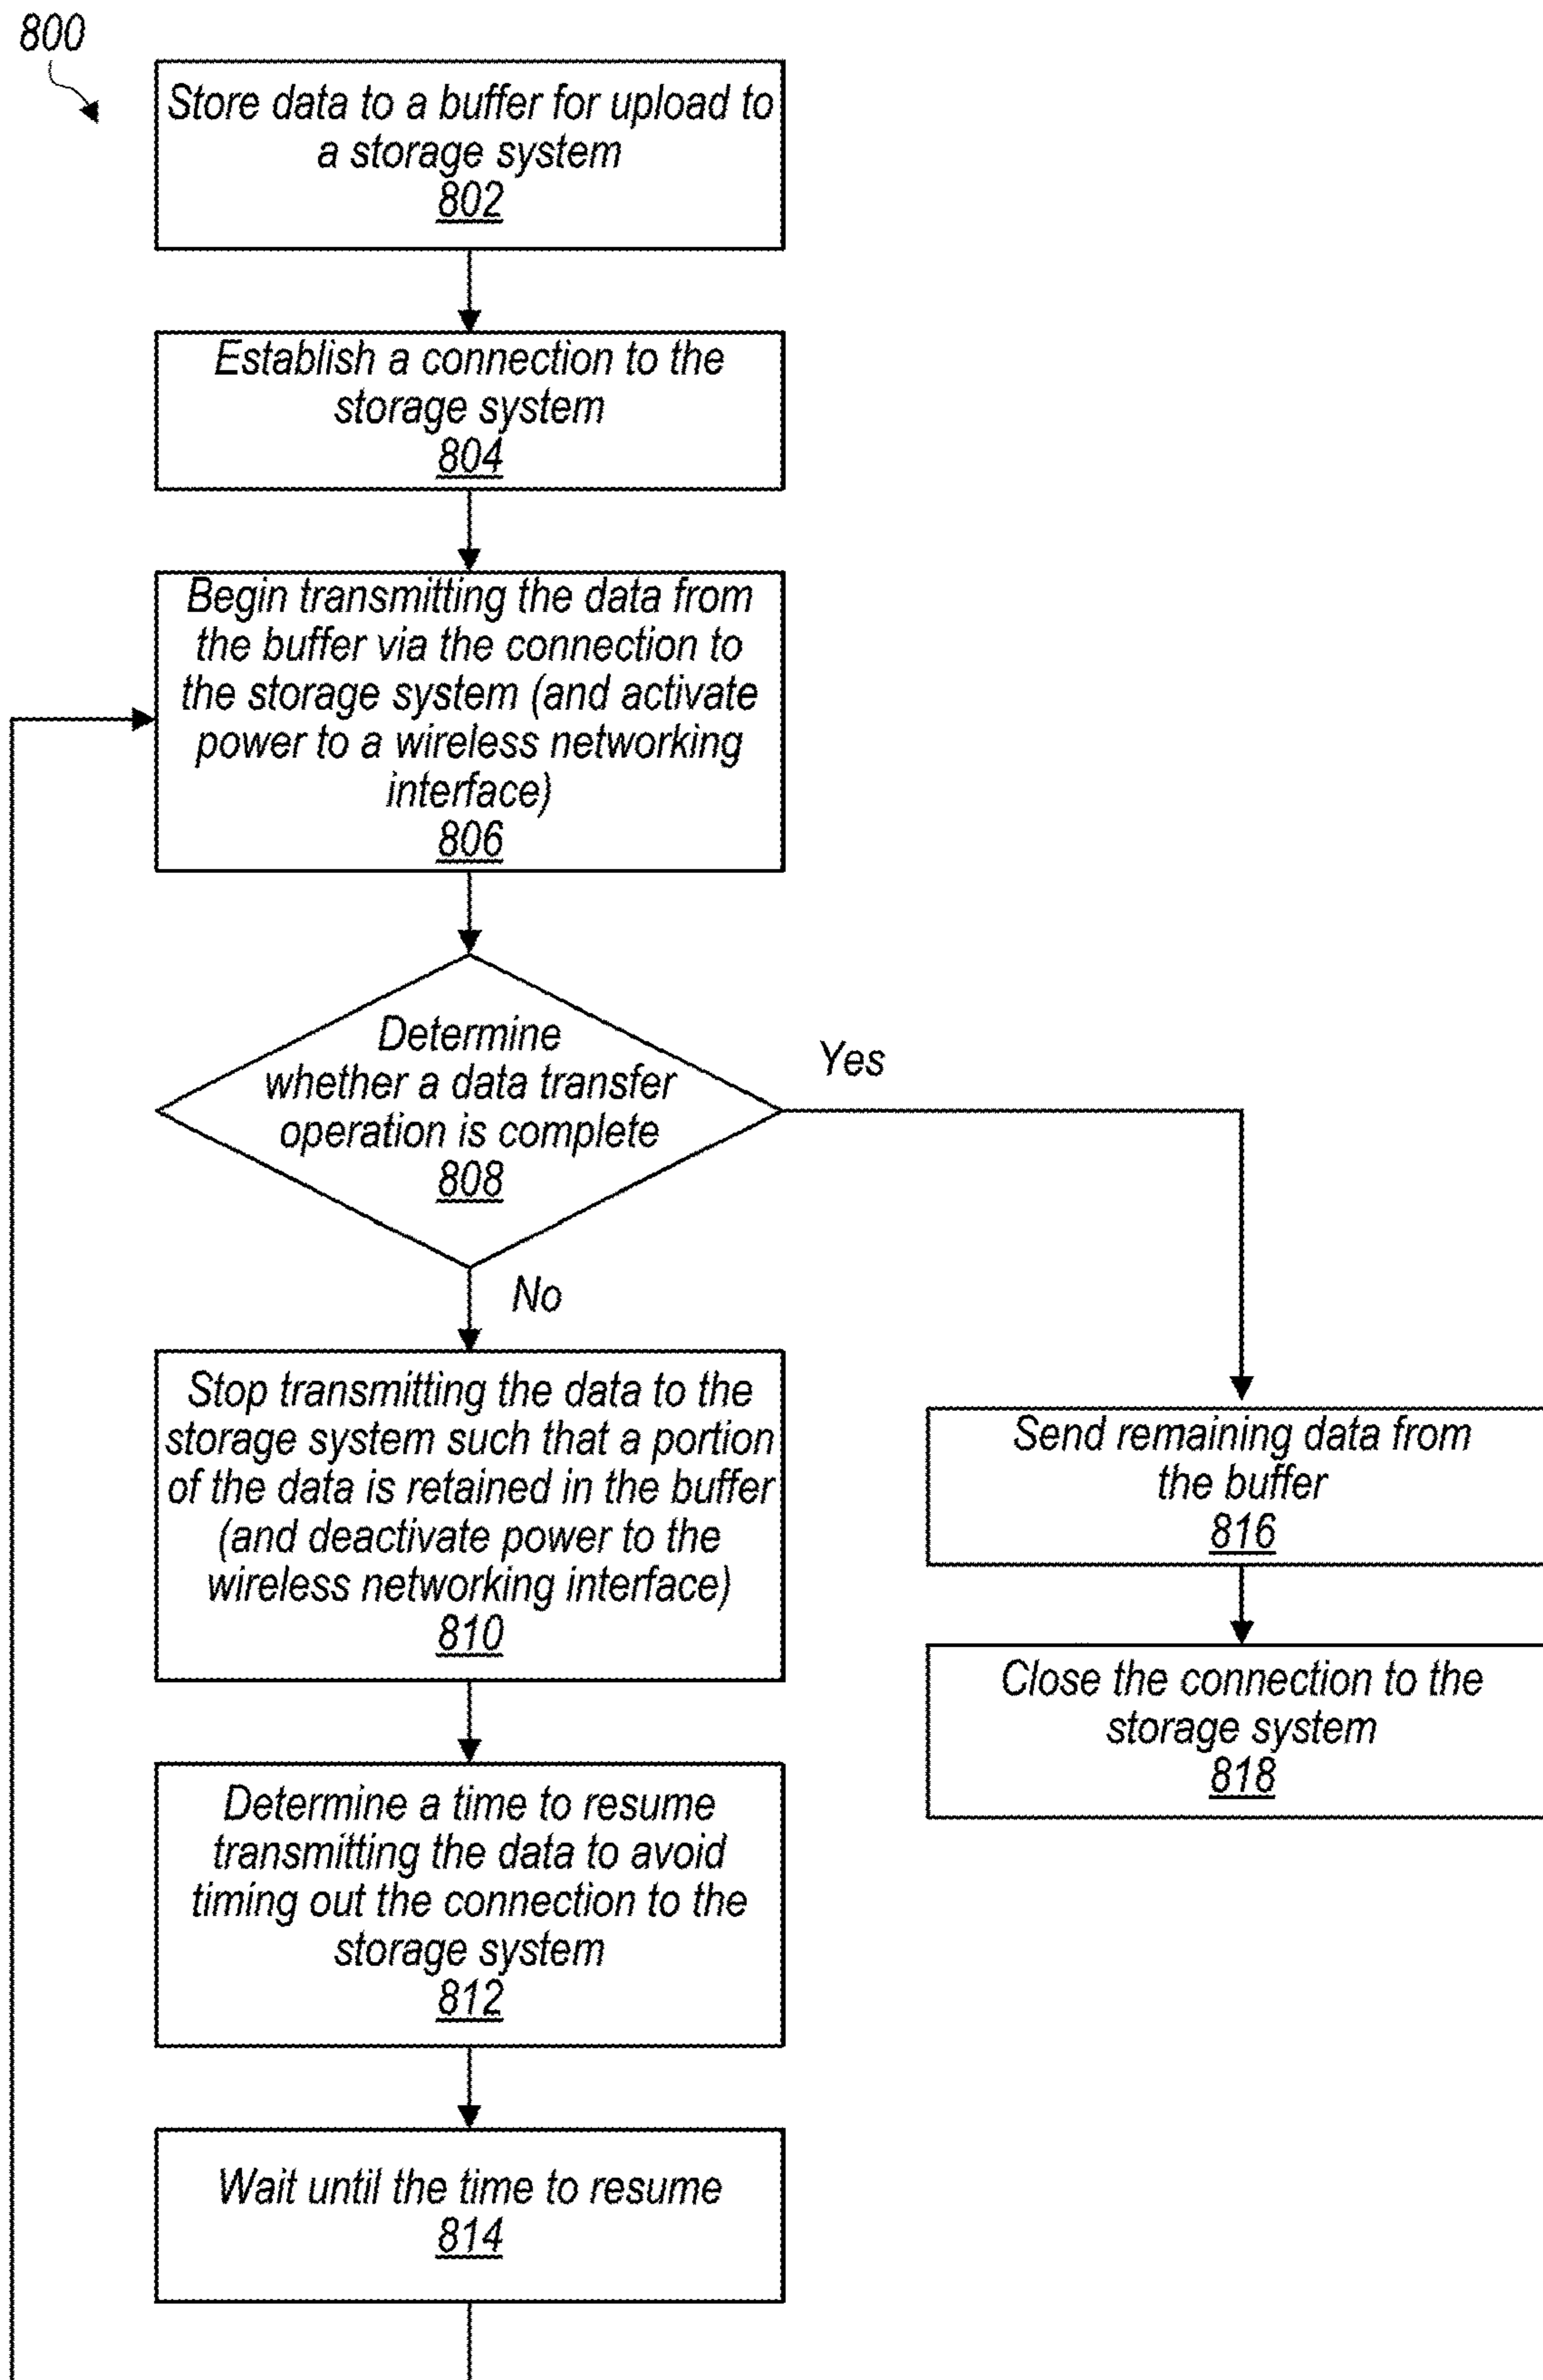 800
Store data to a buffer for upload to
a storage system
802
Establish a connection to the
storage system
804
Begin transmitting the data from
the buffer via the connection to
the storage system (and activate
power to a wireless networking
interface)
806
Determine
whether a data transfer
operation is complete
808
Yes
No
Stop transmitting the data to the
storage system such that a portion
of the data is retained in the buffer
(and deactivate power to the
wireless networking interface)
810
Determine a time to resume
transmitting the data to avoid
timing out the connection to the
storage system
812
Wait until the time to resume
814
Send remaining data from
the buffer
816
Close the connection to the
storage system
818